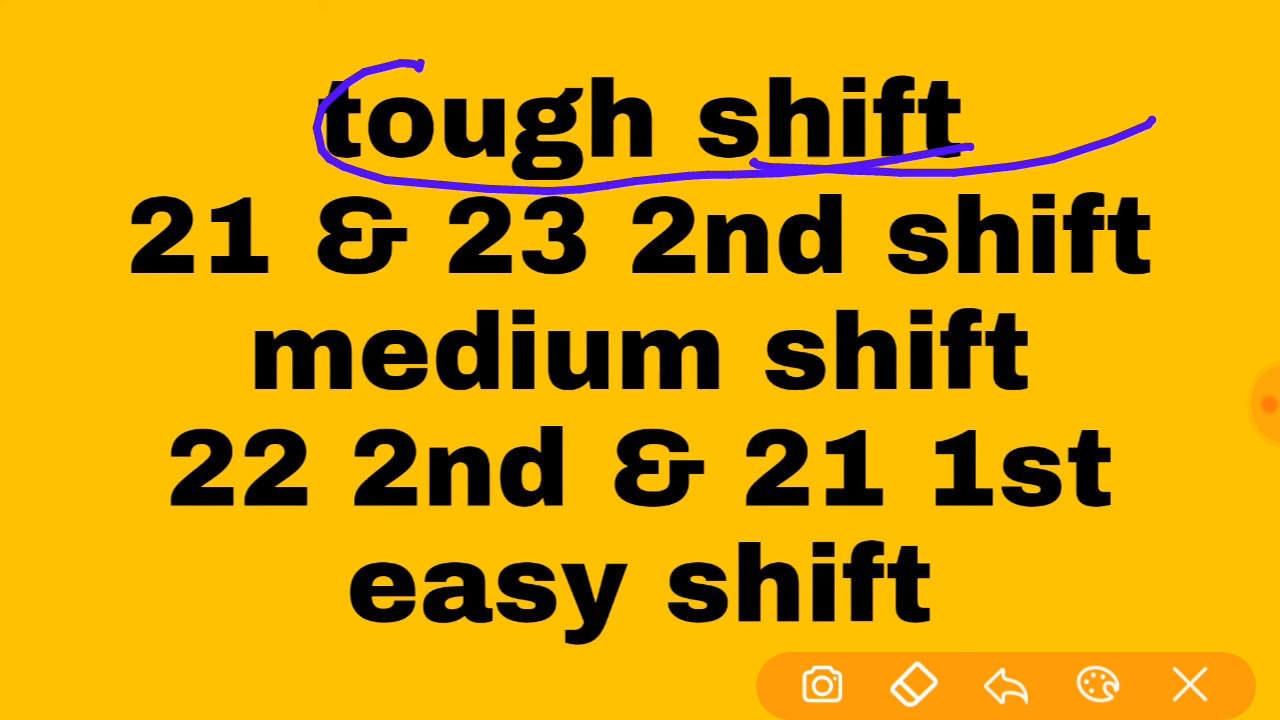 tough shift
21 & 23 2nd shift
medium shift
22 2nd & 21 1st
easy shift